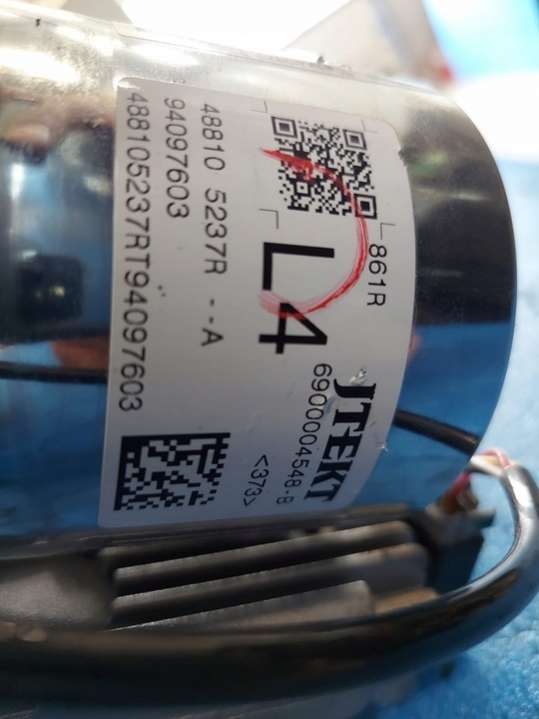 861R
L4
JTEKT
6900004548-B
<373>
48810 5237R --A
94097603
488105237RT94097603